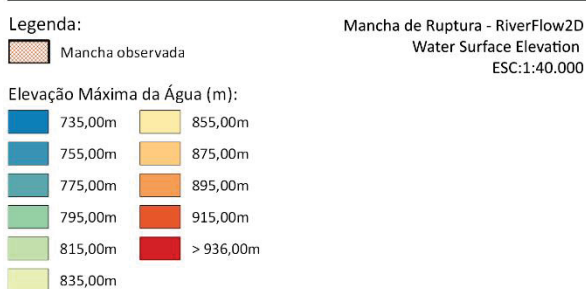 Legenda:
Mancha observada
Mancha de Ruptura - RiverFlow2D
Water Surface Elevation
ESC:1:40.000
Elevação Máxima da Água (m):
735,00m
755,00m
775,00m
795,00m
815,00m
835,00m
855,00m
875,00m
895,00m
915,00m
> 936,00m